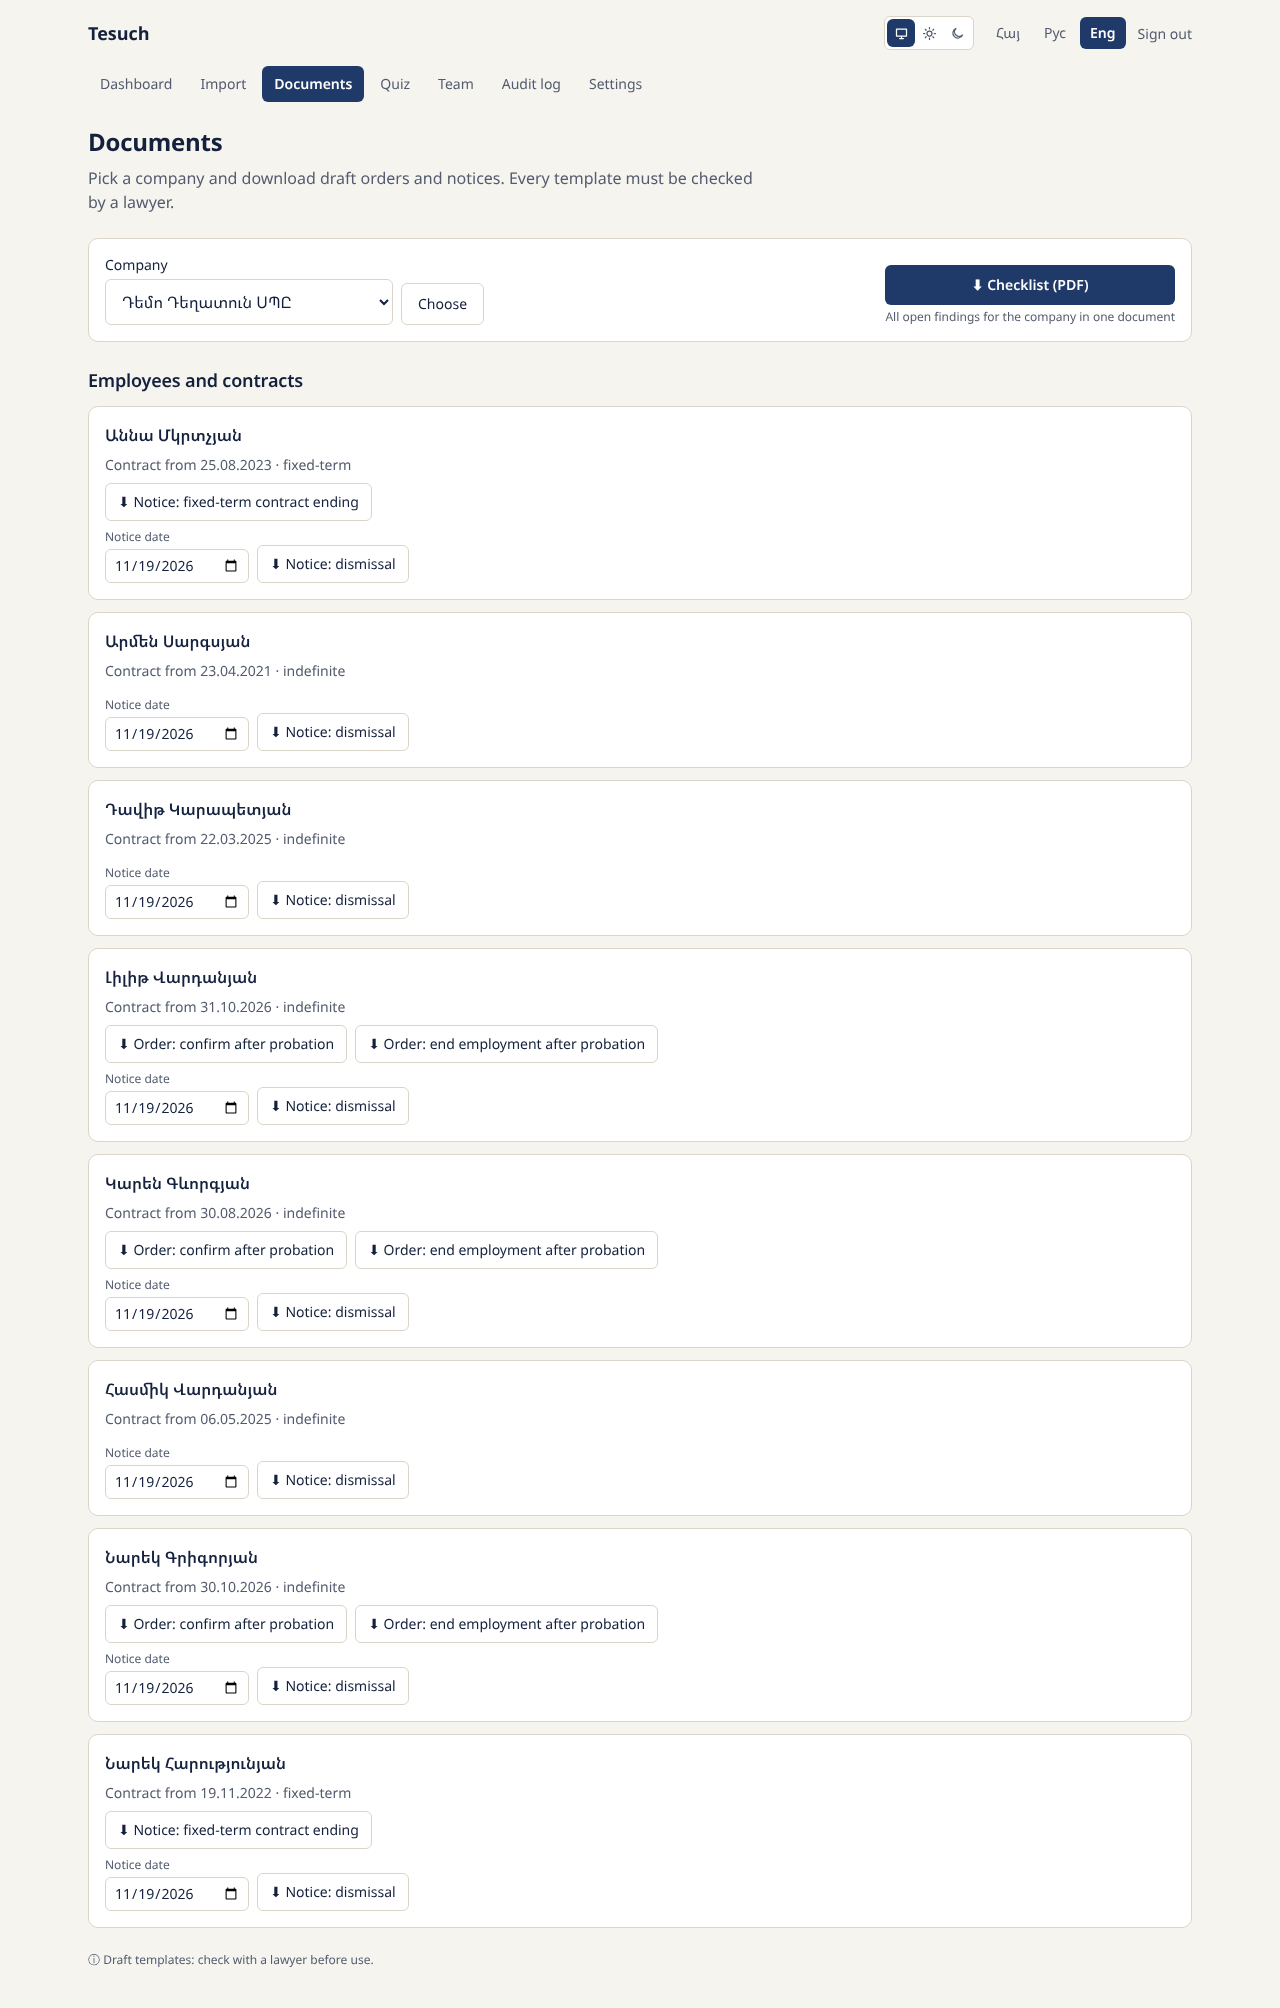 Tesuch
Հայ Рус Eng Sign out
Dashboard Import Documents Quiz Team Audit log Settings
Documents
Pick a company and download draft orders and notices. Every template must be checked
by a lawyer.
Company
Դեմո Դեղատուն ՍՊԸ Choose
⬇ Checklist (PDF)
All open findings for the company in one document
Employees and contracts
Աննա Մկրտչյան
Contract from 25.08.2023 · fixed-term
⬇ Notice: fixed-term contract ending
Notice date
11/19/2026 ⬇ Notice: dismissal
Արմեն Սարգսյան
Contract from 23.04.2021 · indefinite
Notice date
11/19/2026 ⬇ Notice: dismissal
Դավիթ Կարապետյան
Contract from 22.03.2025 · indefinite
Notice date
11/19/2026 ⬇ Notice: dismissal
Լիլիթ Վարդանյան
Contract from 31.10.2026 · indefinite
⬇ Order: confirm after probation ⬇ Order: end employment after probation
Notice date
11/19/2026 ⬇ Notice: dismissal
Կարեն Գևորգյան
Contract from 30.08.2026 · indefinite
⬇ Order: confirm after probation ⬇ Order: end employment after probation
Notice date
11/19/2026 ⬇ Notice: dismissal
Հասմիկ Վարդանյան
Contract from 06.05.2025 · indefinite
Notice date
11/19/2026 ⬇ Notice: dismissal
Նարեկ Գրիգորյան
Contract from 30.10.2026 · indefinite
⬇ Order: confirm after probation ⬇ Order: end employment after probation
Notice date
11/19/2026 ⬇ Notice: dismissal
Նարեկ Հարությունյան
Contract from 19.11.2022 · fixed-term
⬇ Notice: fixed-term contract ending
Notice date
11/19/2026 ⬇ Notice: dismissal
ⓘ Draft templates: check with a lawyer before use.